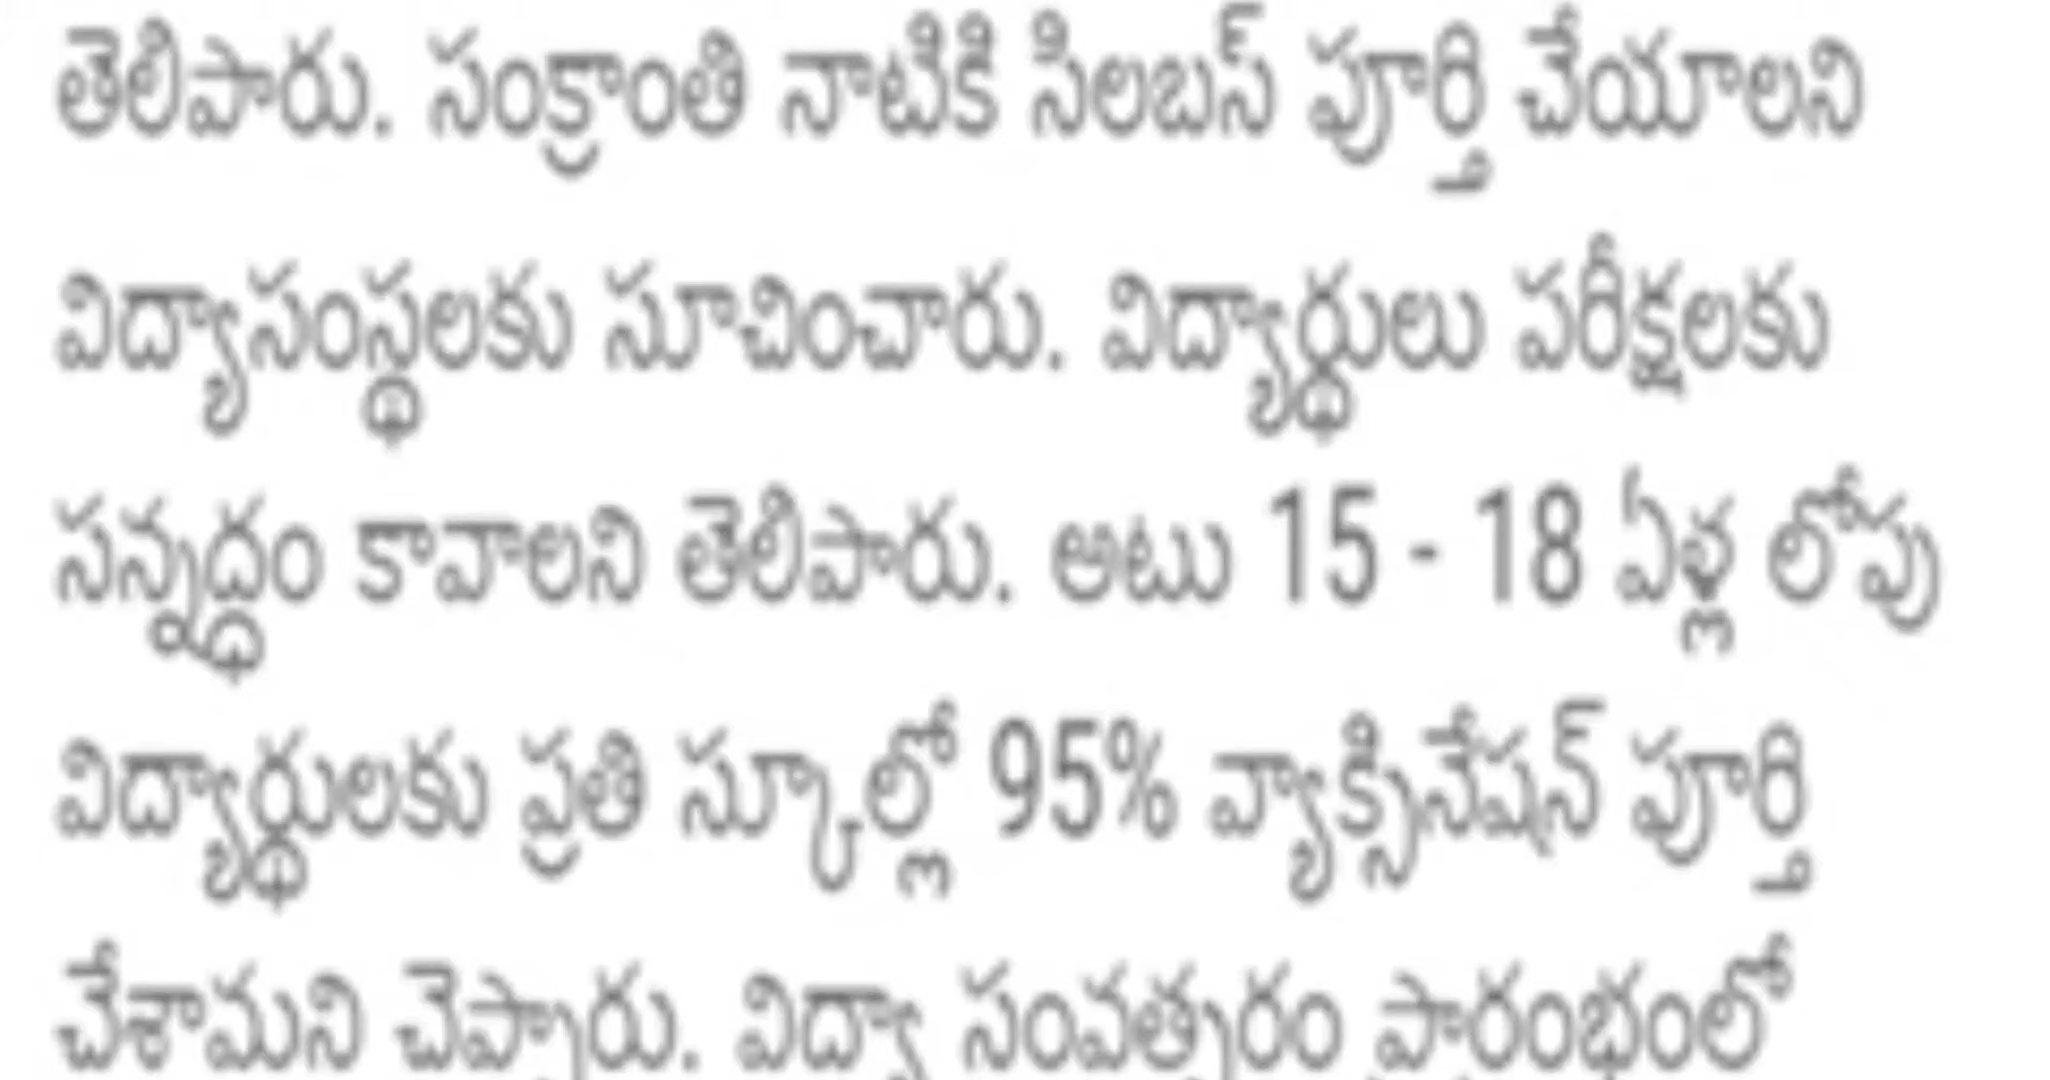 తెలిపారు. సంక్రాంతి నాటికి సిలబస్ పూర్తి చేయాలని
విద్యాసంస్థలకు సూచించారు. విద్యార్థులు పరీక్షలకు
సన్నద్ధం కావాలని తెలిపారు. అటు 15 - 18 ఏళ్ల లోపు
విద్యార్థులకు ప్రతి స్కూల్లో 95% వ్యాక్సినేషన్ పూర్తి
చేశామని చెప్పారు. విద్యా సంవత్సరం ప్రారంభంలో